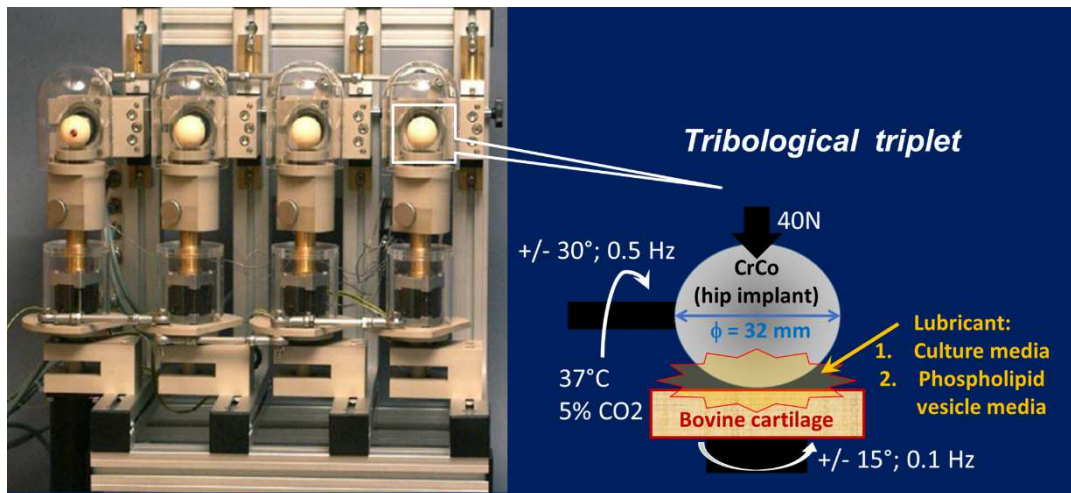 Tribological triplet
40N
+/- 30°; 0.5 Hz
CrCo
(hip implant)
ϕ = 32 mm
Lubricant:
1. Culture media
2. Phospholipid
vesicle media
37°C
5% CO2
Bovine cartilage
+/- 15°; 0.1 Hz